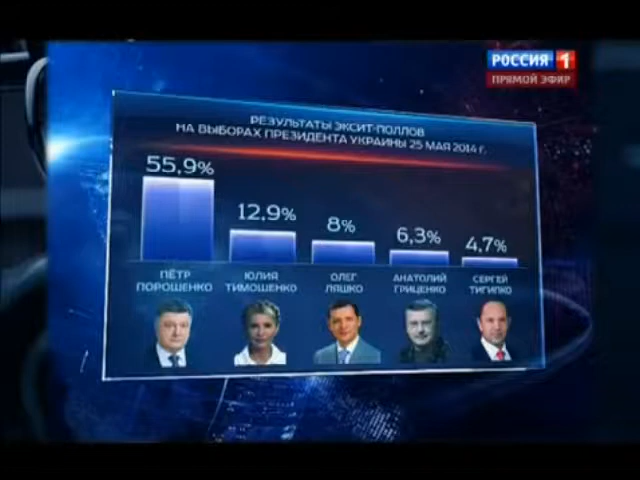 РОССИЯ 1
ПРЯМОЙ ЭФИР
РЕЗУЛЬТАТЫ ЭКСИТ-ПОЛЛОВ
НА ВЫБОРАХ ПРЕЗИДЕНТА УКРАИНЫ 25 МАЯ 2014 г.
55,9%
12,9%
8%
6,3%
4,7%
ПЁТР
ПОРОШЕНКО
ЮЛИЯ
ТИМОШЕНКО
ОЛЕГ
ЛЯШКО
АНАТОЛИЙ
ГРИЦЕНКО
СЕРГЕЙ
ТИГИПКО